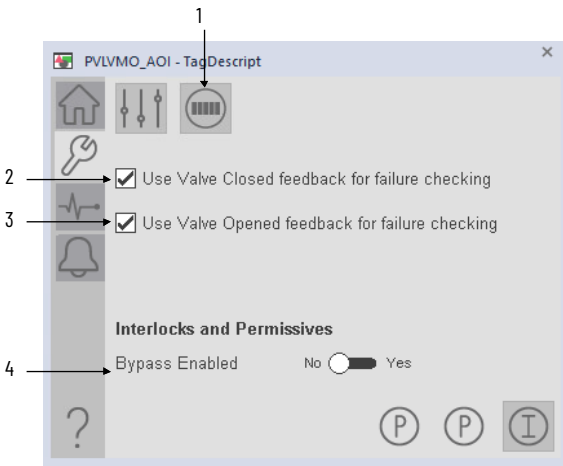 1
PVLVMO_AOI - TagDescript
2
Use Valve Closed feedback for failure checking
3
Use Valve Opened feedback for failure checking
Interlocks and Permissives
4
Bypass Enabled No Yes
?
P P I